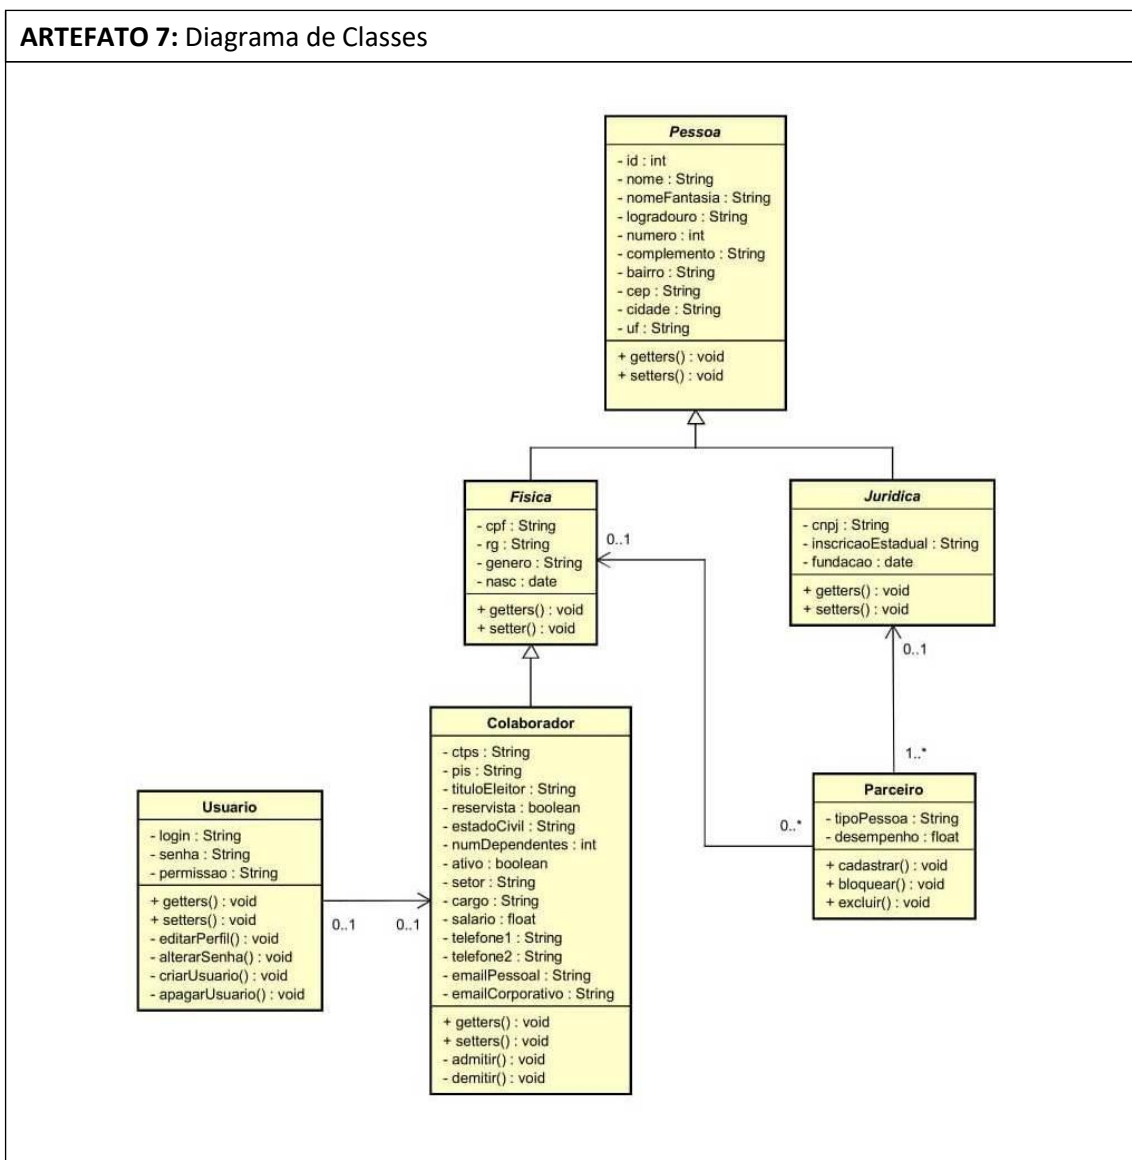 ARTEFATO 7: Diagrama de Classes
Pessoa
- id : int
- nome : String
- nomeFantasia : String
- logradouro : String
- numero : int
- complemento : String
- bairro : String
- cep : String
- cidade : String
- uf : String
+ getters() : void
+ setters() : void
Fisica
- cpf : String
- rg : String
- genero : String
- nasc : date
+ getters() : void
+ setter() : void
0..1
Juridica
- cnpj : String
- inscricaoEstadual : String
- fundacao : date
+ getters() : void
+ setters() : void
0..1
1..*
0..*
Colaborador
- ctps : String
- pis : String
- tituloEleitor : String
- reservista : boolean
- estadoCivil : String
- numDependentes : int
- ativo : boolean
- setor : String
- cargo : String
- salario : float
- telefone1 : String
- telefone2 : String
- emailPessoal : String
- emailCorporativo : String
+ getters() : void
+ setters() : void
- admitir() : void
- demitir() : void
Parceiro
- tipoPessoa : String
- desempenho : float
+ cadastrar() : void
+ bloquear() : void
+ excluir() : void
Usuario
- login : String
- senha : String
- permissao : String
+ getters() : void
+ setters() : void
- editarPerfil() : void
- alterarSenha() : void
- criarUsuario() : void
- apagarUsuario() : void
0..1
0..1